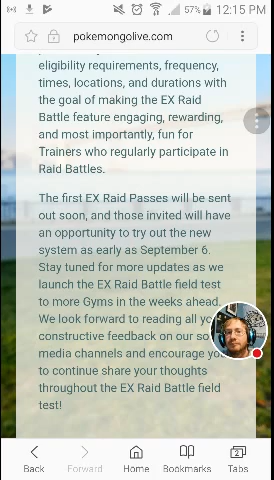 57% 12:15 PM
pokemongolive.com
eligibility requirements, frequency,
times, locations, and durations with
the goal of making the EX Raid
Battle feature engaging, rewarding,
and most importantly, fun for
Trainers who regularly participate in
Raid Battles.
The first EX Raid Passes will be sent
out soon, and those invited will have
an opportunity to try out the new
system as early as September 6.
Stay tuned for more updates as we
launch the EX Raid Battle field test
to more Gyms in the weeks ahead.
We look forward to reading all
constructive feedback on our so
media channels and encourage
to continue share your thoughts
throughout the EX Raid Battle field
test!
Back Forward Home Bookmarks Tabs